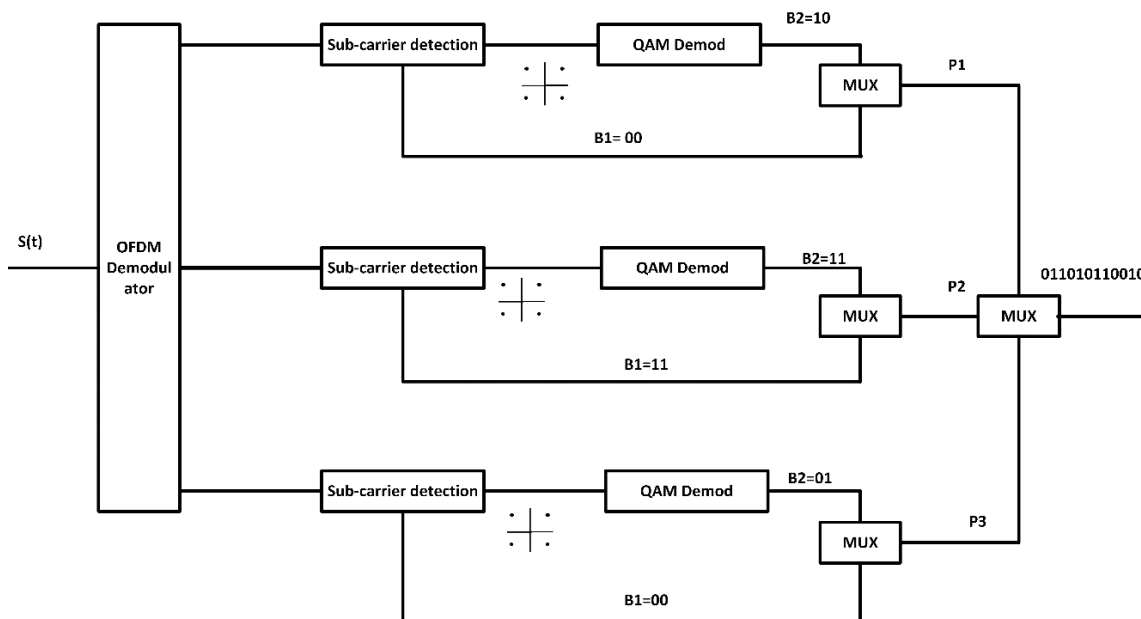 B2=10
Sub-carrier detection
QAM Demod
P1
MUX
B1= 00
S(t)
OFDM
Demodul
ator
Sub-carrier detection
QAM Demod
B2=11
P2
011010110010
MUX
MUX
B1=11
B2=01
Sub-carrier detection
QAM Demod
P3
MUX
B1=00